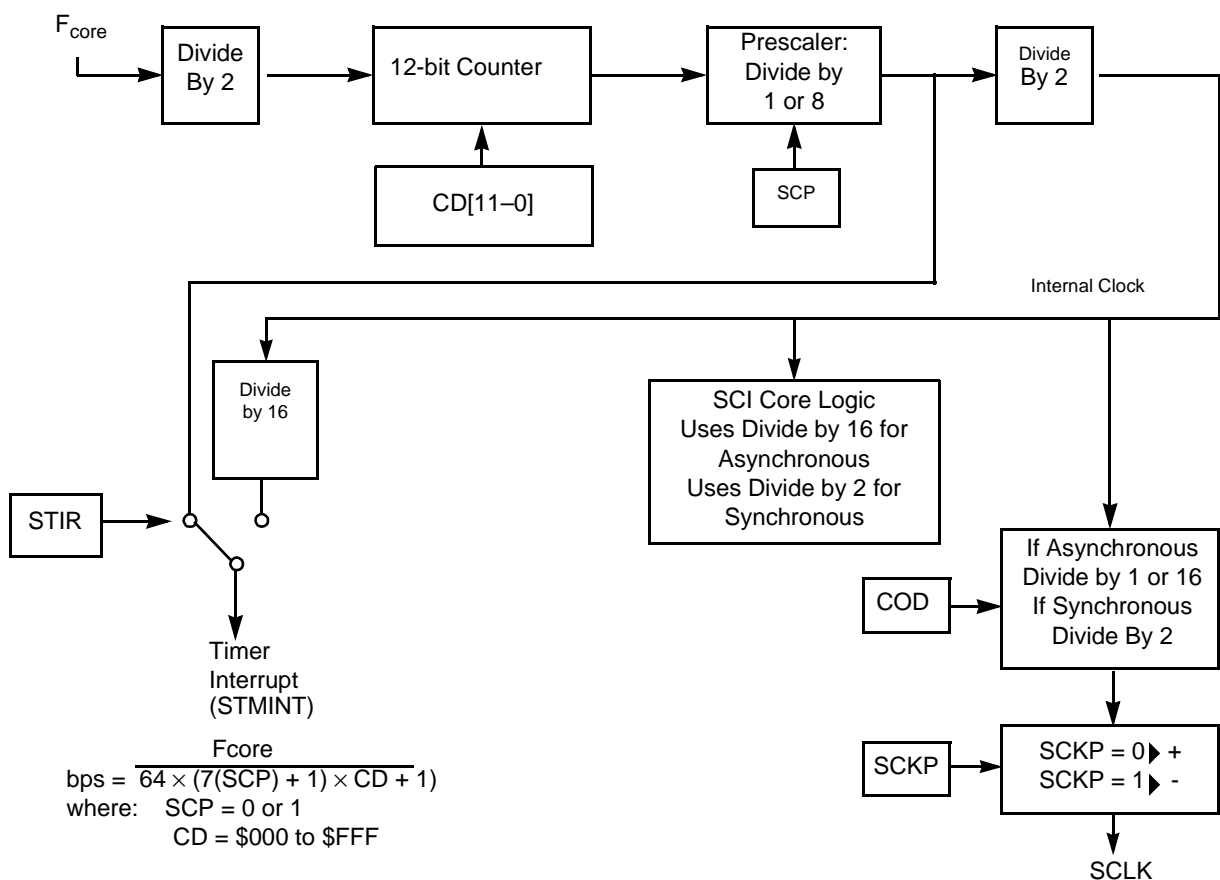 Fcore
Divide
By 2
12-bit Counter
Prescaler:
Divide by
1 or 8
Divide
By 2
CD[11–0]
SCP
Internal Clock
Divide
by 16
SCI Core Logic
Uses Divide by 16 for
Asynchronous
Uses Divide by 2 for
Synchronous
STIR
If Asynchronous
Divide by 1 or 16
If Synchronous
Divide By 2
COD
Timer
Interrupt
(STMINT)
SCKP
SCKP = 0 ▶ +
SCKP = 1 ▶ -
Fcore
bps = 64 × (7(SCP) + 1) × CD + 1)
where: SCP = 0 or 1
CD = $000 to $FFF
SCLK